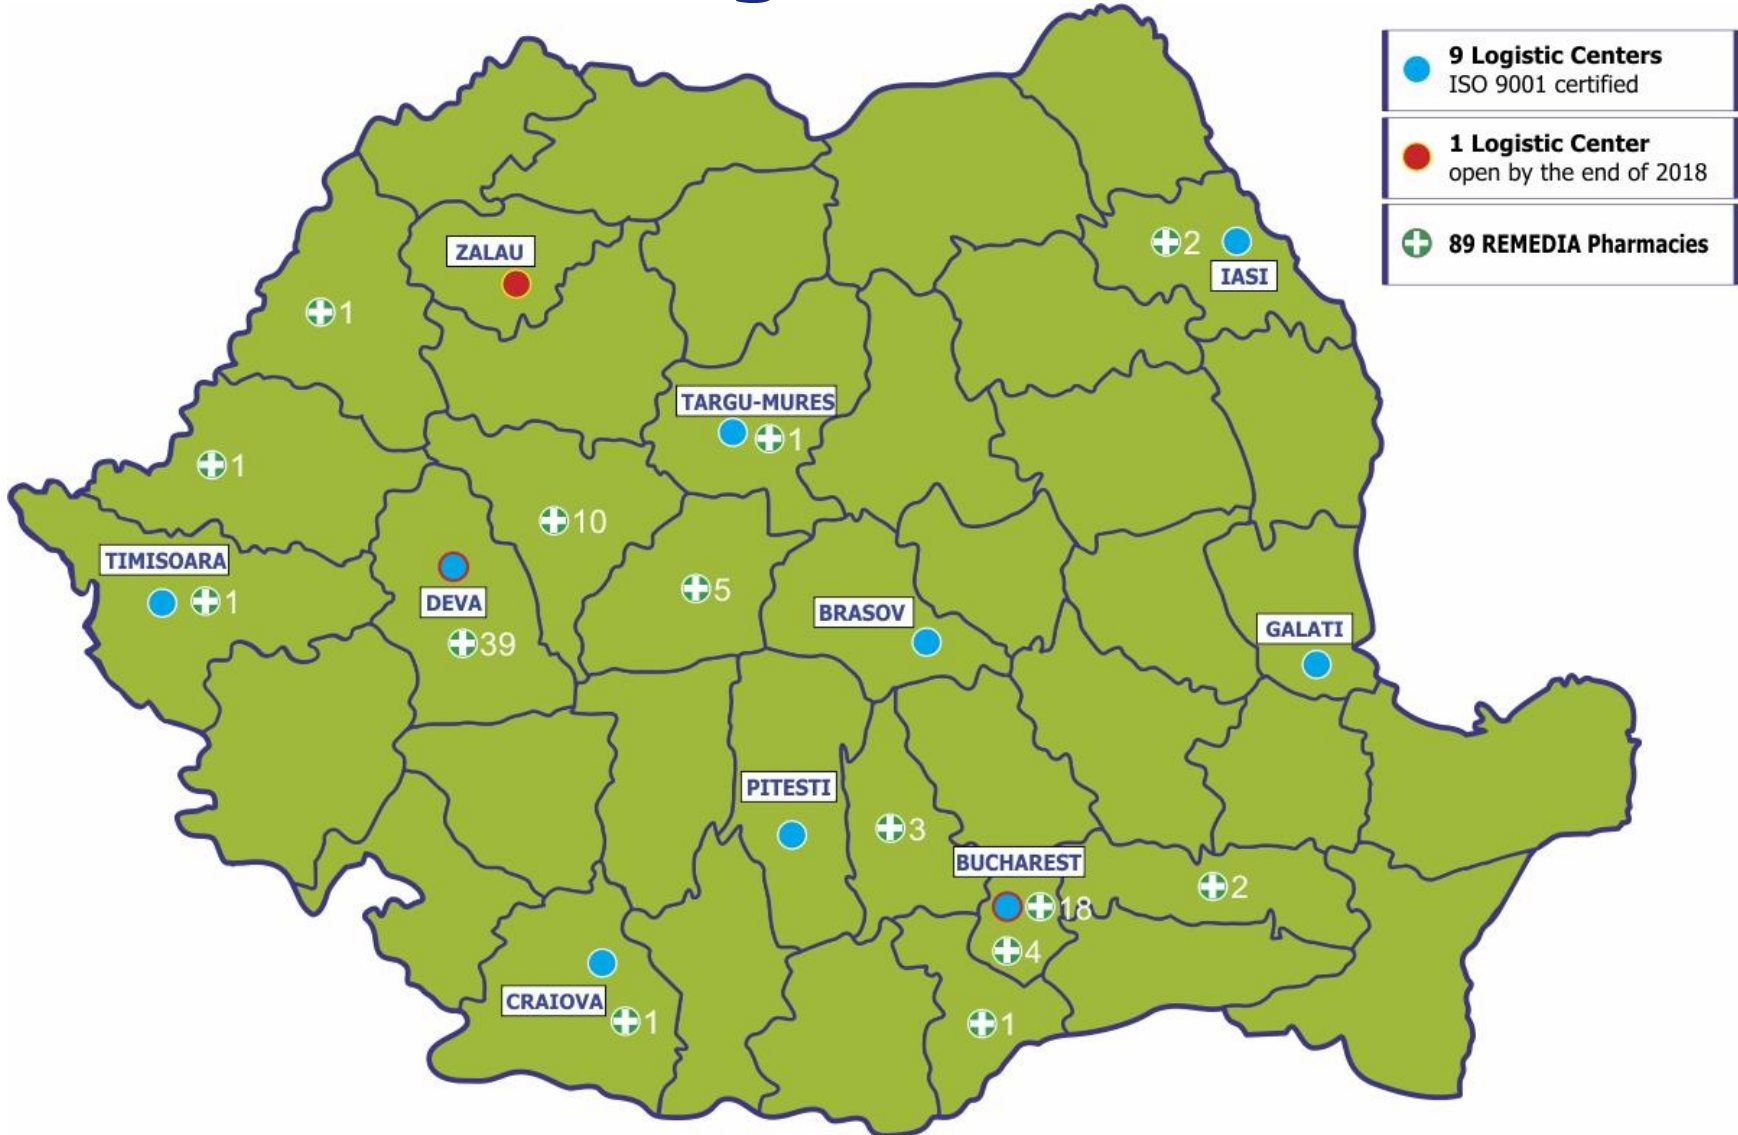 9 Logistic Centers
ISO 9001 certified
1 Logistic Center
open by the end of 2018
89 REMEDIA Pharmacies
ZALAU
2
IASI
1
TARGU-MURES
1
1
10
TIMISOARA
1
DEVA
39
5
BRASOV
GALATI
PITESTI
3
BUCHAREST
18
2
4
CRAIOVA
1
1